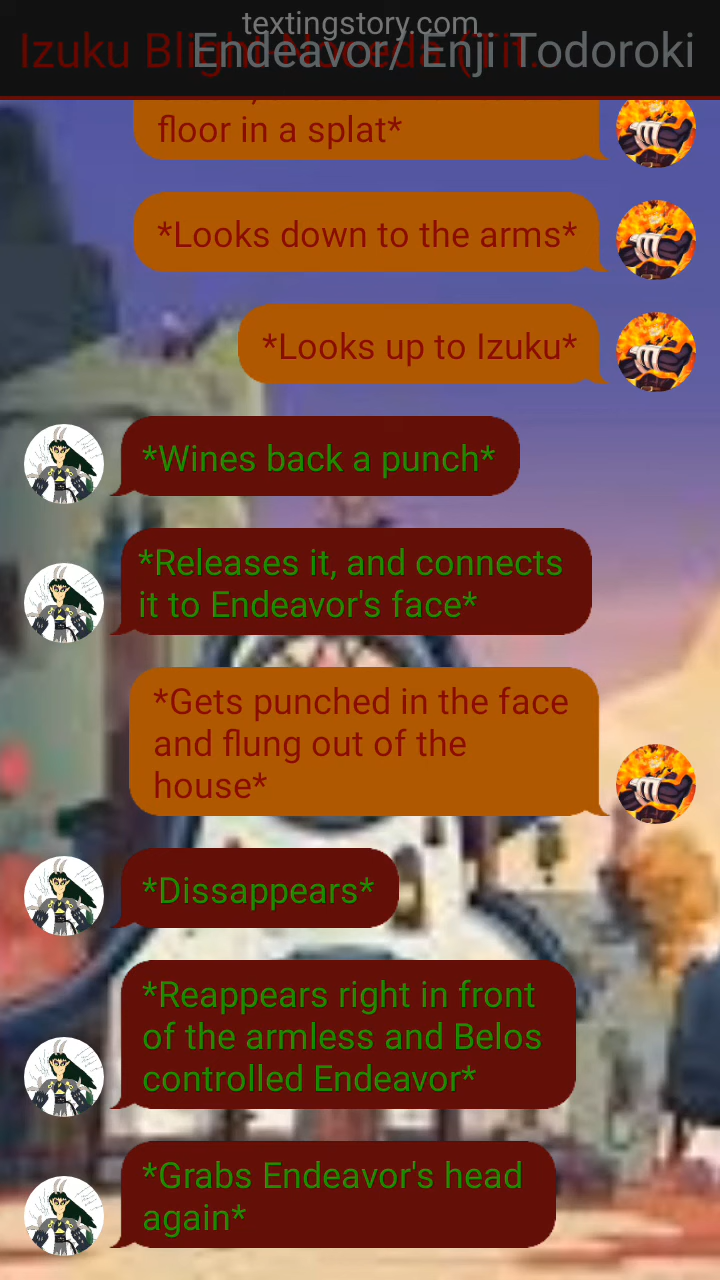 textingstory.com
Izuku Bli
Endeavor/ Enji Todoroki
floor in a splat*
*Looks down to the arms*
*Looks up to Izuku*
*Wines back a punch*
*Releases it, and connects
it to Endeavor's face*
*Gets punched in the face
and flung out of the
house*
*Dissappears*
*Reappears right in front
of the armless and Belos
controlled Endeavor*
*Grabs Endeavor's head
again*